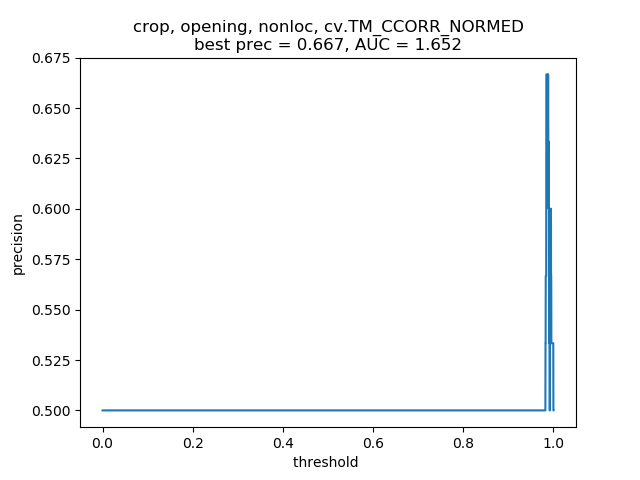 crop, opening, nonloc, cv.TM_CCORR_NORMED
best prec = 0.667, AUC = 1.652
0.675
0.650
0.625
0.600
0.575
0.550
0.525
0.500
precision
0.0 0.2 0.4 0.6 0.8 1.0
threshold